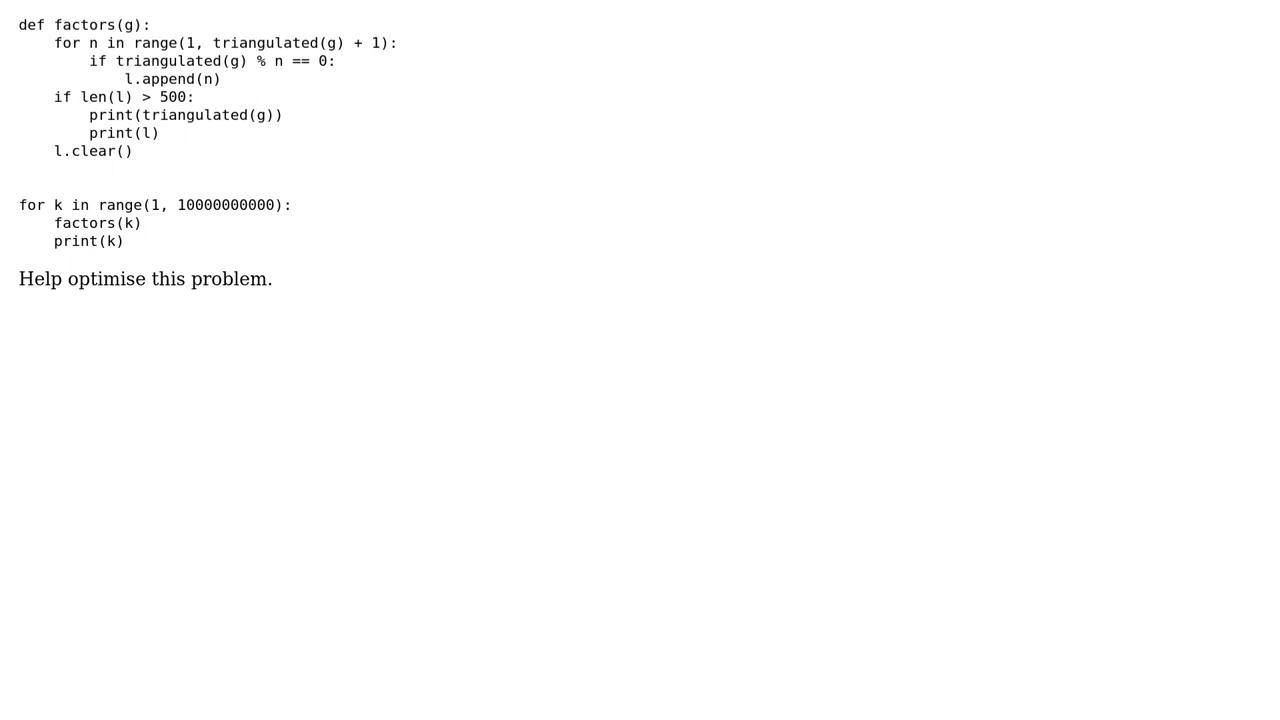 def factors(g):
    for n in range(1, triangulated(g) + 1):
        if triangulated(g) % n == 0:
            l.append(n)
    if len(l) > 500:
        print(triangulated(g))
        print(l)
    l.clear()
for k in range(1, 10000000000):
    factors(k)
    print(k)
Help optimise this problem.